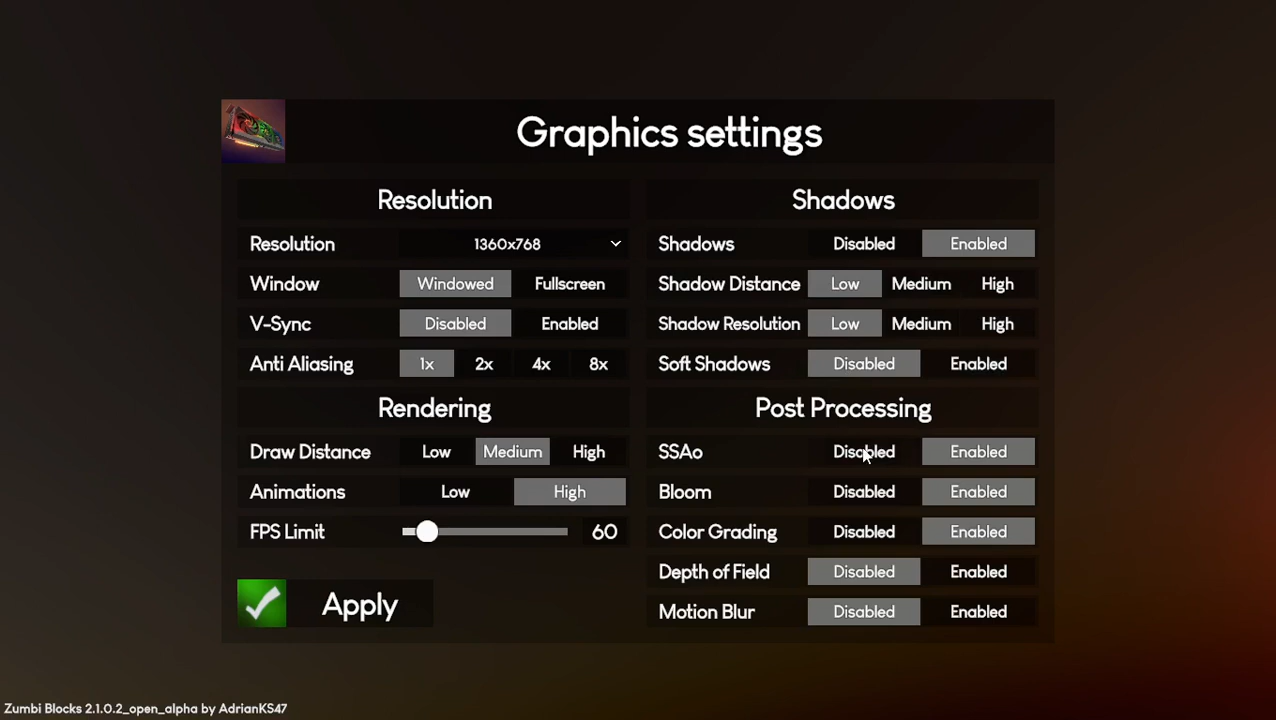 Graphics settings
Resolution
Resolution 1360x768
Window Windowed Fullscreen
V-Sync Disabled Enabled
Anti Aliasing 1x 2x 4x 8x
Rendering
Draw Distance Low Medium High
Animations Low High
FPS Limit 60
Apply
Shadows
Shadows Disabled Enabled
Shadow Distance Low Medium High
Shadow Resolution Low Medium High
Soft Shadows Disabled Enabled
Post Processing
SSAo Disabled Enabled
Bloom Disabled Enabled
Color Grading Disabled Enabled
Depth of Field Disabled Enabled
Motion Blur Disabled Enabled
Zumbi Blocks 2.1.0.2_open_alpha by AdrianKS47